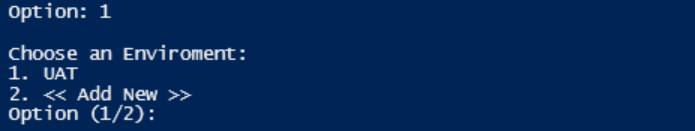 Option: 1
Choose an Enviroment:
1. UAT
2. << Add New >>
Option (1/2):